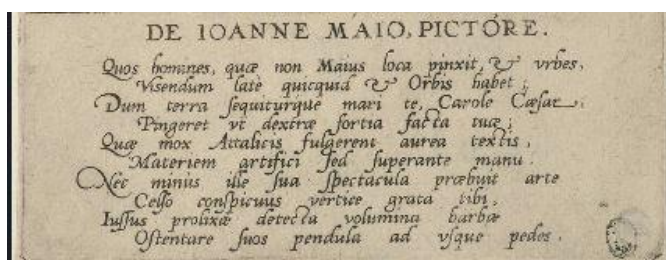 DE IOANNE MAIO, PICTORE.
Quos homines, quæ non Maius loca pinxit, & vrbes,
Visendum latè quicquid & Orbis habet;
Dum terra sequiturque mari te, Carole Cæsar,
Pingeret vt dextræ fortia facta tuæ;
Quæ mox Attalicis fulgerent aurea textis,
Materiem artifici sed superante manu.
Nec minus ille sua spectacula præbuit arte
Celso conspicuus vertice grata tibi,
Iussus prolixæ detecta volumina barbæ
Ostentare suos pendula ad vsque pedes.